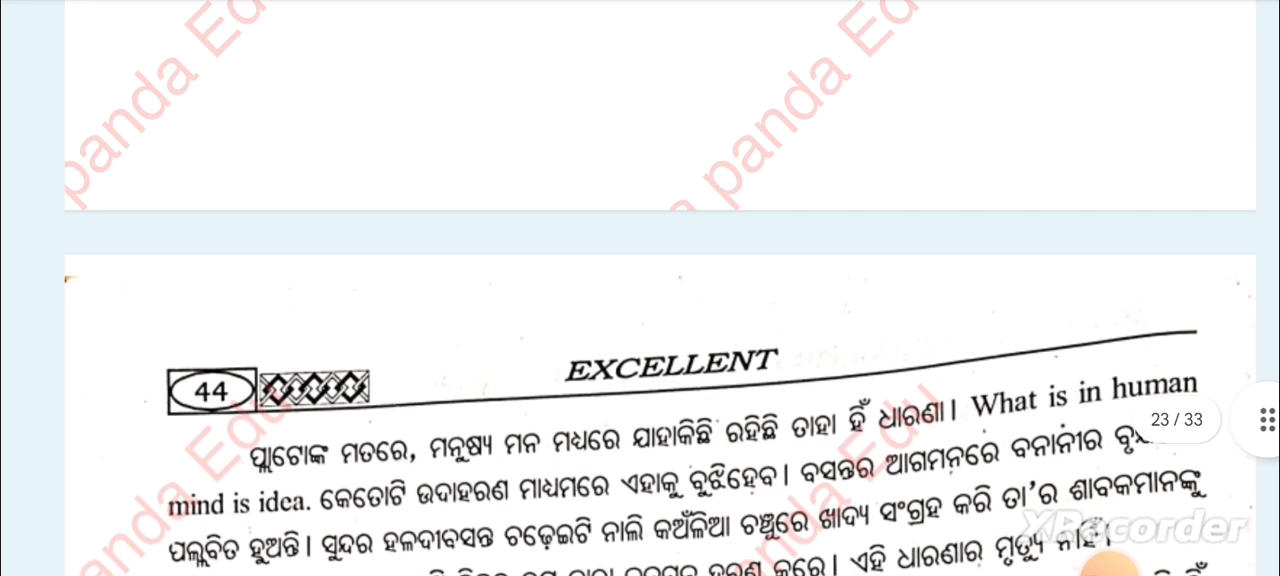 panda Edu
panda Edu
44
EXCELLENT
ପ୍ଲାଟୋଙ୍କ ମତରେ, ମନୁଷ୍ୟ ମନ ମଧ୍ୟରେ ଯାହାକିଛି ରହିଛି ତାହା ହିଁ ଧାରଣା। What is in human
23 / 33
mind is idea. କେତୋଟି ଉଦାହରଣ ମାଧ୍ୟମରେ ଏହାକୁ ବୁଝିହେବ। ବସନ୍ତର ଆଗମନରେ ବନାନୀର
ପଲ୍ଲବିତ ହୁଅନ୍ତି। ସୁନ୍ଦର ହଳଦୀବସନ୍ତ ଚଢ଼େଇଟି ନାଲି କଅଁଳିଆ ଚଞ୍ଚୁରେ ଖାଦ୍ୟ ସଂଗ୍ରହ କରି ତା'ର ଶାବକମାନଙ୍କୁ
ହରଣ କରେ। ଏହି ଧାରଣାର ମୃତ୍ୟୁ ନାହିଁ।
XRecorder